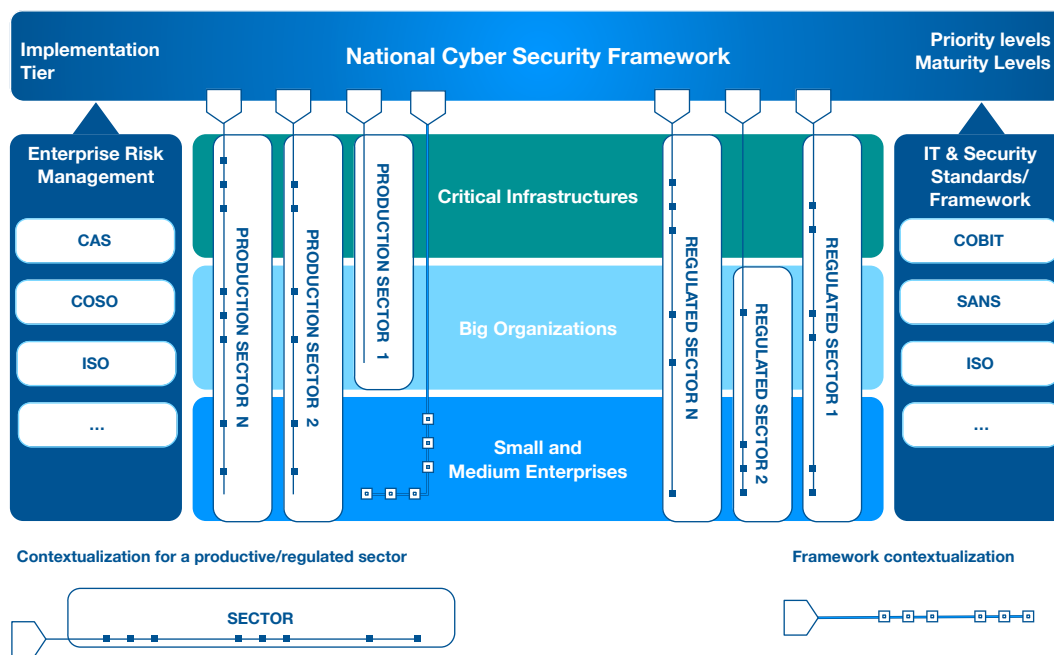 Implementation
Tier
National Cyber Security Framework
Priority levels
Maturity Levels
Enterprise Risk
Management
CAS
COSO
ISO
...
PRODUCTION SECTOR N
PRODUCTION SECTOR 2
PRODUCTION SECTOR 1
Critical Infrastructures
Big Organizations
Small and
Medium Enterprises
REGULATED SECTOR N
REGULATED SECTOR 2
REGULATED SECTOR 1
IT & Security
Standards/
Framework
COBIT
SANS
ISO
...
Contextualization for a productive/regulated sector
SECTOR
Framework contextualization